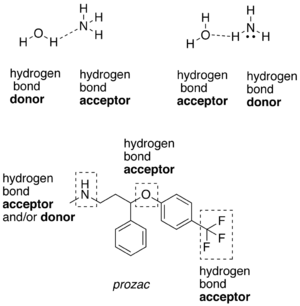 H
H N H
H O H
hydrogen bond donor
hydrogen bond acceptor
H
O
H H N H
hydrogen bond acceptor
hydrogen bond donor
hydrogen
bond
acceptor
hydrogen
bond
acceptor
and/or donor
H
N
O
F
F
F
prozac
hydrogen
bond
acceptor